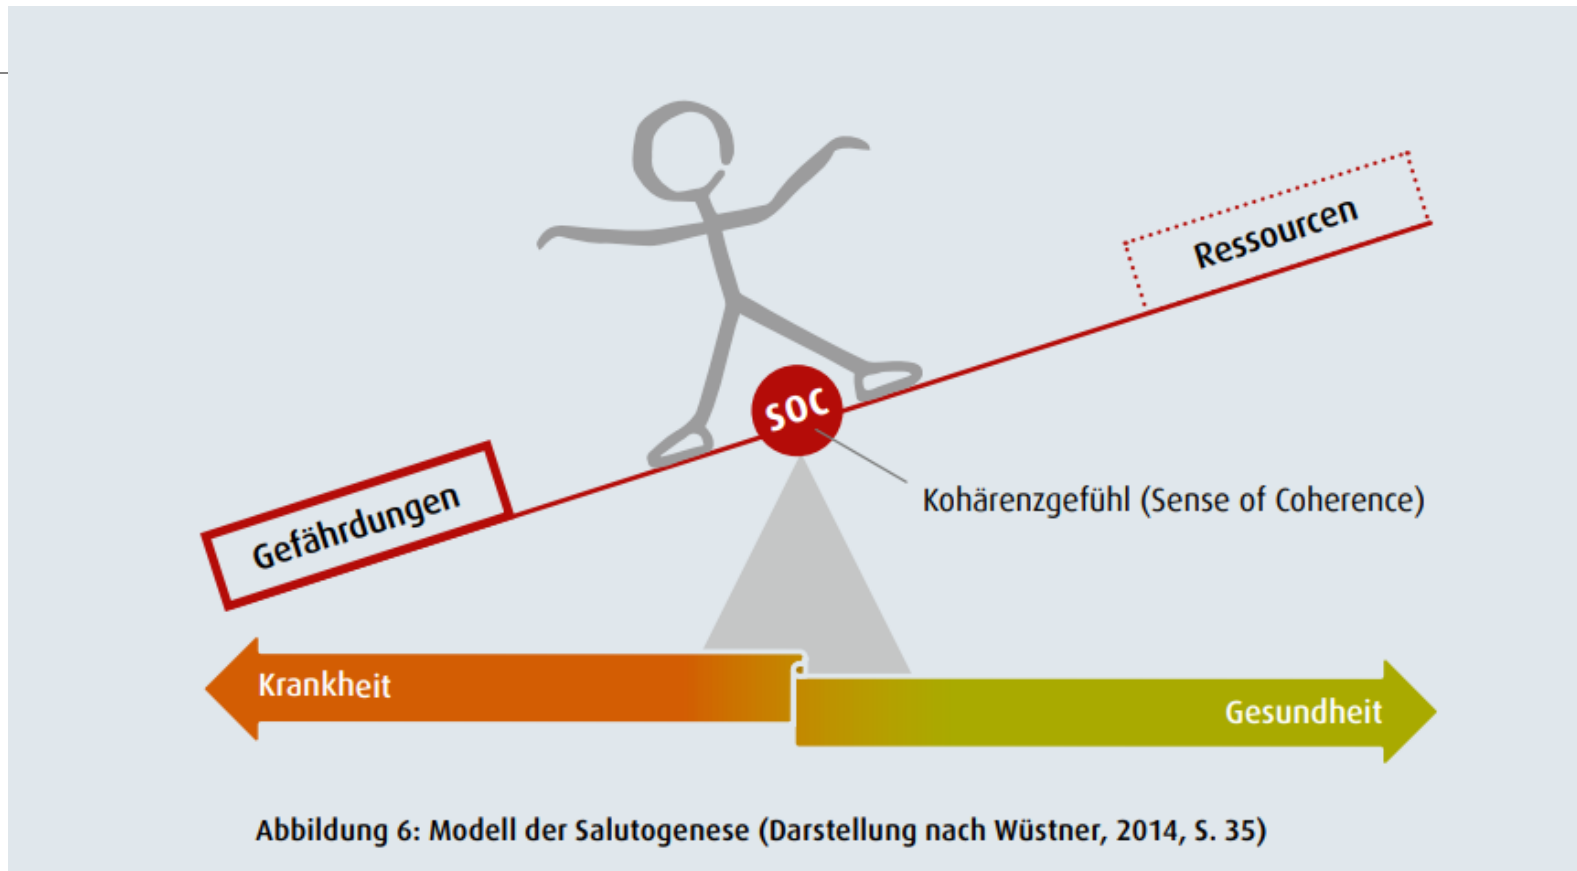 Ressourcen
SOC
Gefährdungen
Kohärenzgefühl (Sense of Coherence)
Krankheit
Gesundheit
Abbildung 6: Modell der Salutogenese (Darstellung nach Wüstner, 2014, S. 35)